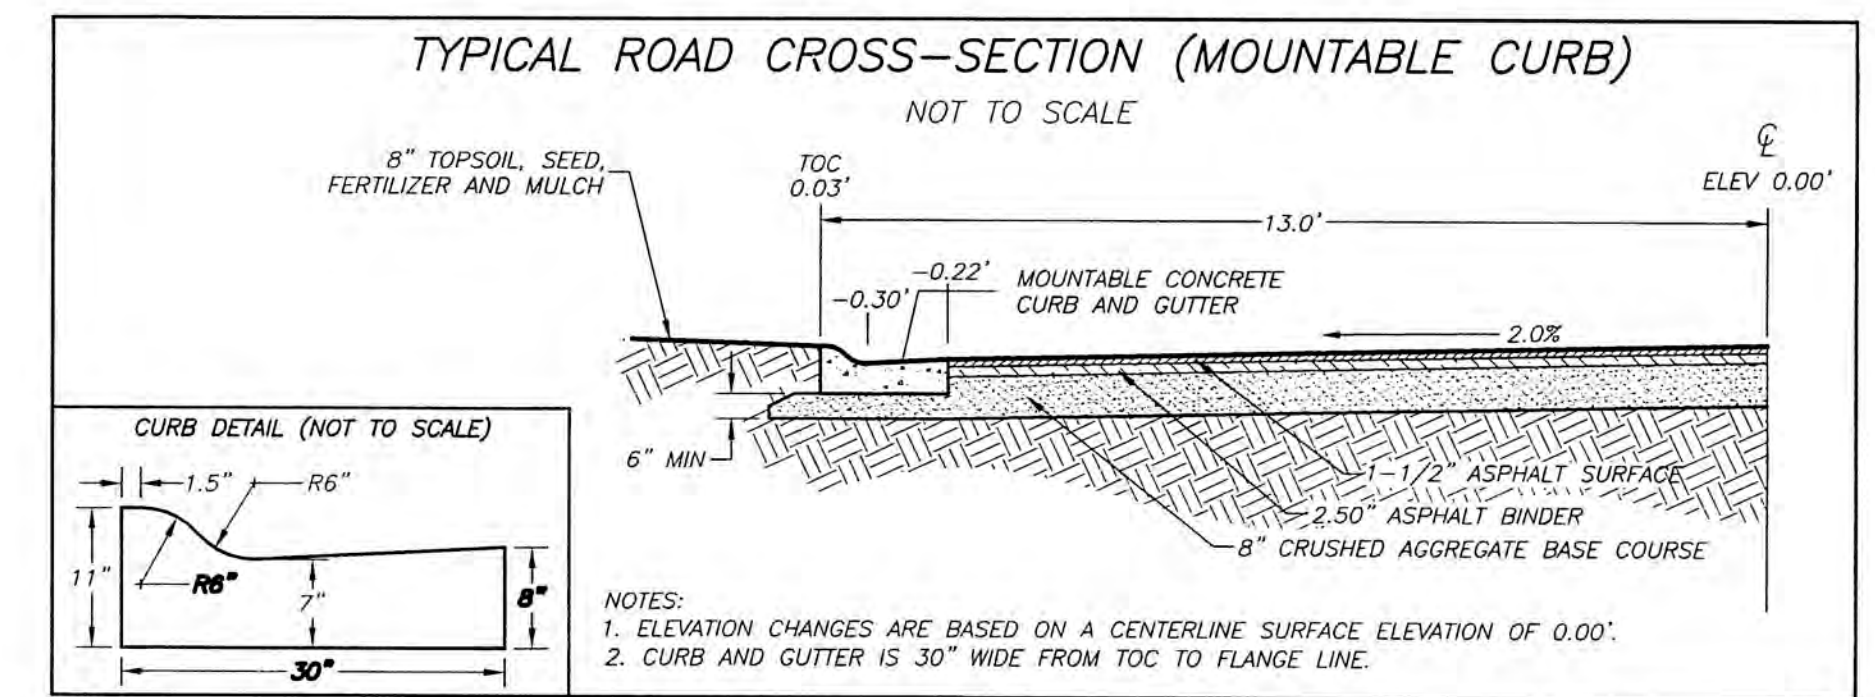 TYPICAL ROAD CROSS-SECTION (MOUNTABLE CURB)
NOT TO SCALE
8" TOPSOIL, SEED,
FERTILIZER AND MULCH
TOC
0.03'
℄
ELEV 0.00'
13.0'
-0.22'
-0.30'
MOUNTABLE CONCRETE
CURB AND GUTTER
2.0%
6" MIN
1-1/2" ASPHALT SURFACE
2.50" ASPHALT BINDER
8" CRUSHED AGGREGATE BASE COURSE
CURB DETAIL (NOT TO SCALE)
1.5"
R6"
11"
R6"
7"
8"
30"
NOTES:
1. ELEVATION CHANGES ARE BASED ON A CENTERLINE SURFACE ELEVATION OF 0.00'.
2. CURB AND GUTTER IS 30" WIDE FROM TOC TO FLANGE LINE.